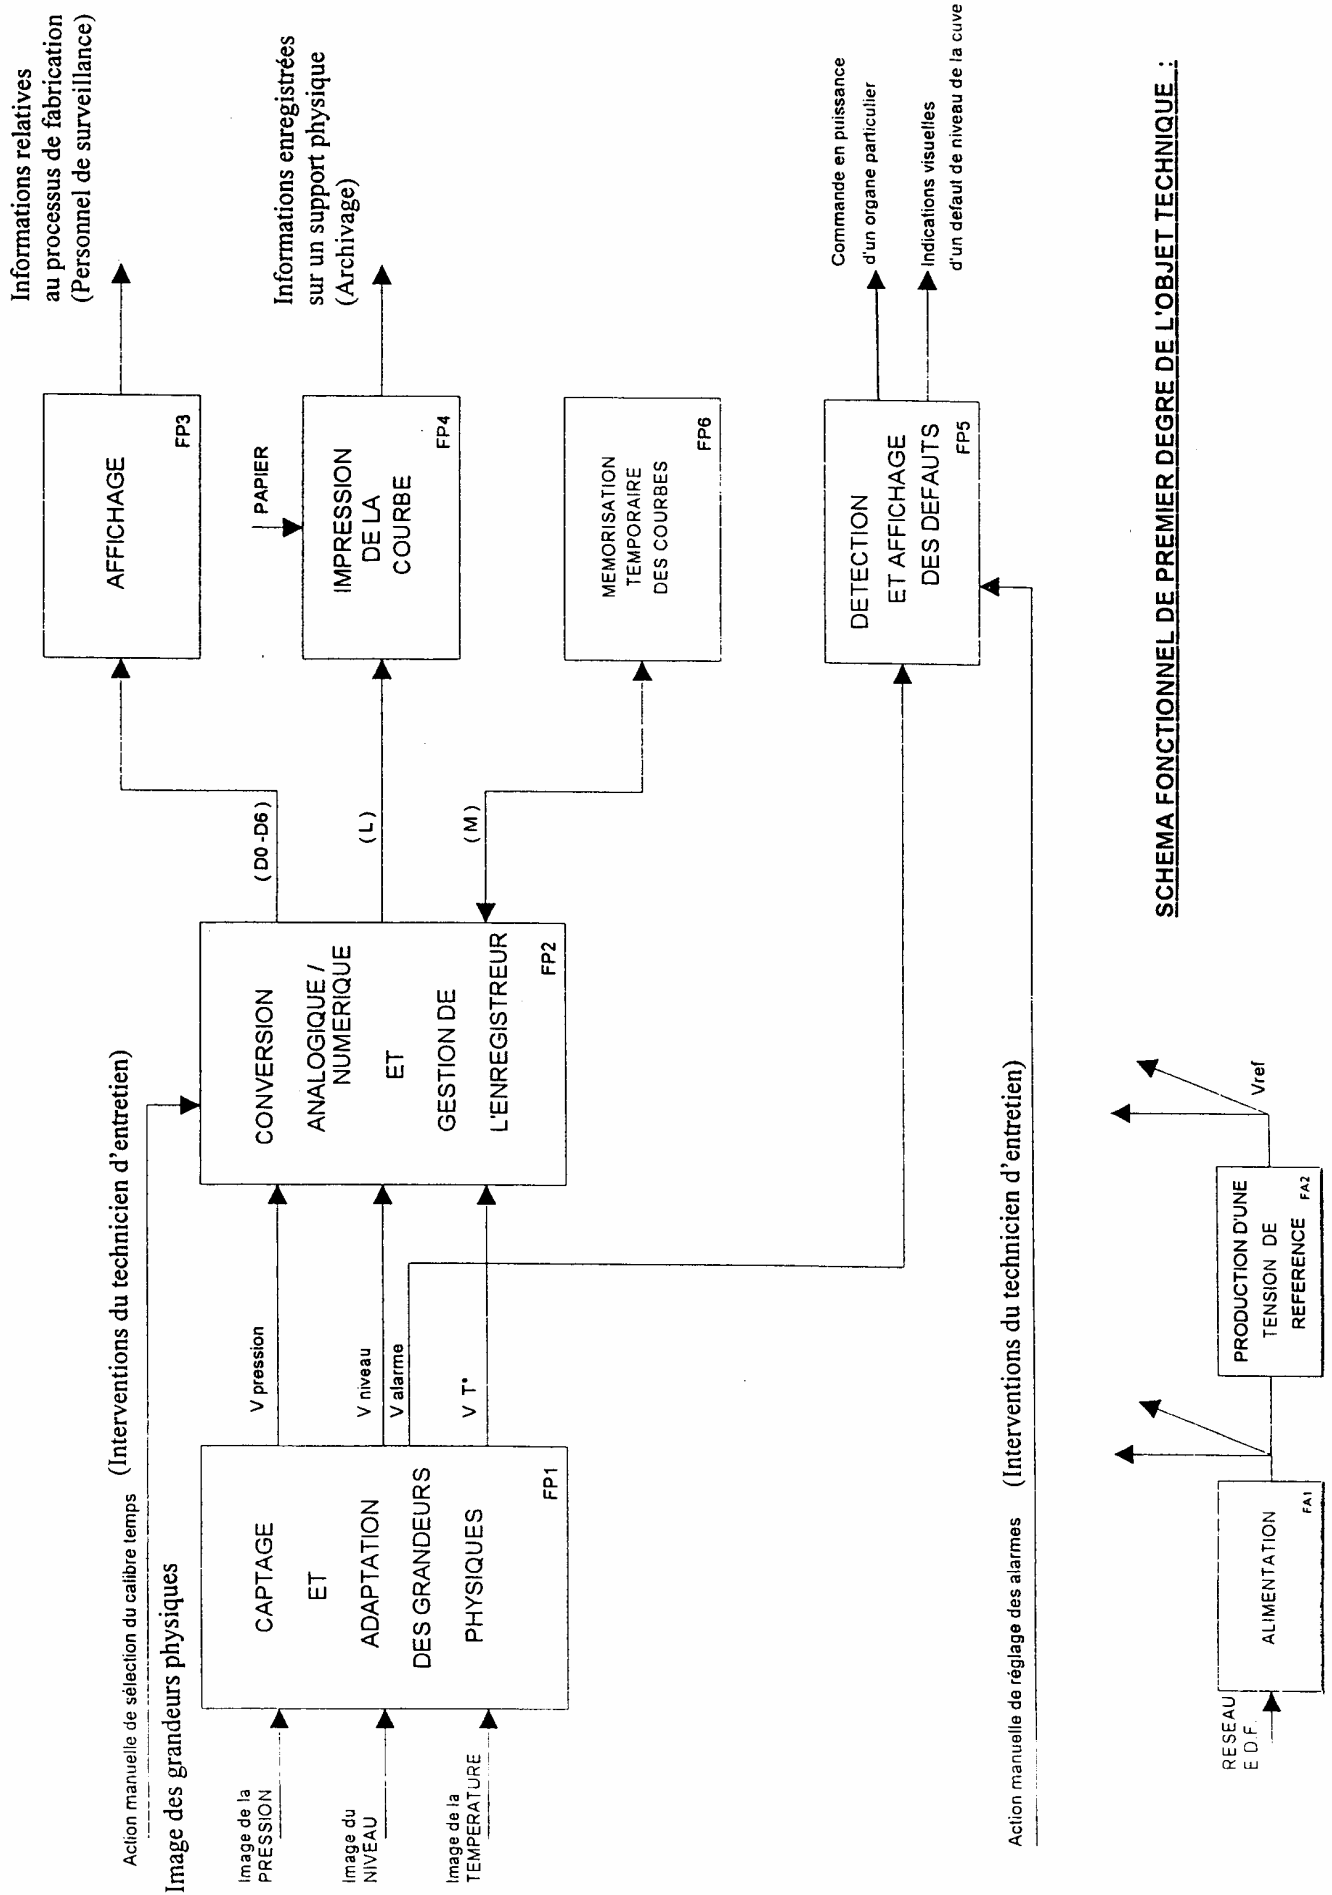 Informations relatives
au processus de fabrication
(Personnel de surveillance)
Informations enregistrées
sur un support physique
(Archivage)
Commande en puissance
d'un organe particulier
Indications visuelles
d'un defaut de niveau de la cuve
AFFICHAGE
FP3
PAPIER
IMPRESSION
DE LA
COURBE
FP4
MEMORISATION
TEMPORAIRE
DES COURBES
FP6
DETECTION
ET AFFICHAGE
DES DEFAUTS
FP5
( D0 -D6 )
( L )
( M )
CONVERSION
ANALOGIQUE /
NUMERIQUE
ET
GESTION DE
L'ENREGISTREUR
FP2
Action manuelle de sélection du calibre temps (Interventions du technicien d'entretien)
Image des grandeurs physiques
V pression
V niveau
V alarme
V T°
CAPTAGE
ET
ADAPTATION
DES GRANDEURS
PHYSIQUES
FP1
Image de la
PRESSION
Image du
NIVEAU
Image de la
TEMPERATURE
Action manuelle de réglage des alarmes (Interventions du technicien d'entretien)
RESEAU
E.D.F.
ALIMENTATION
FA1
PRODUCTION D'UNE
TENSION DE
REFERENCE
FA2
Vref
SCHEMA FONCTIONNEL DE PREMIER DEGRE DE L'OBJET TECHNIQUE :